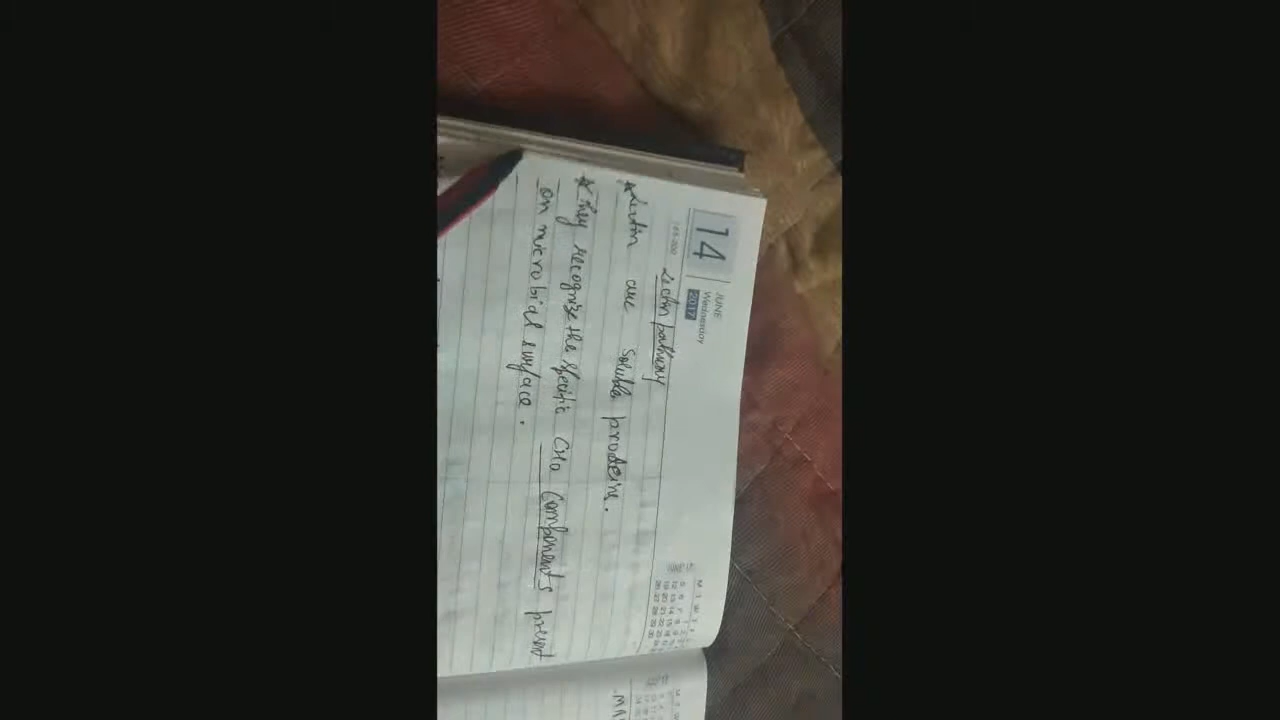 14
JUNE
Wednesday
2017
Lectin pathway
* Lectin are soluble proteins.
* They recognize the specific CHO Components present
on microbial surface.